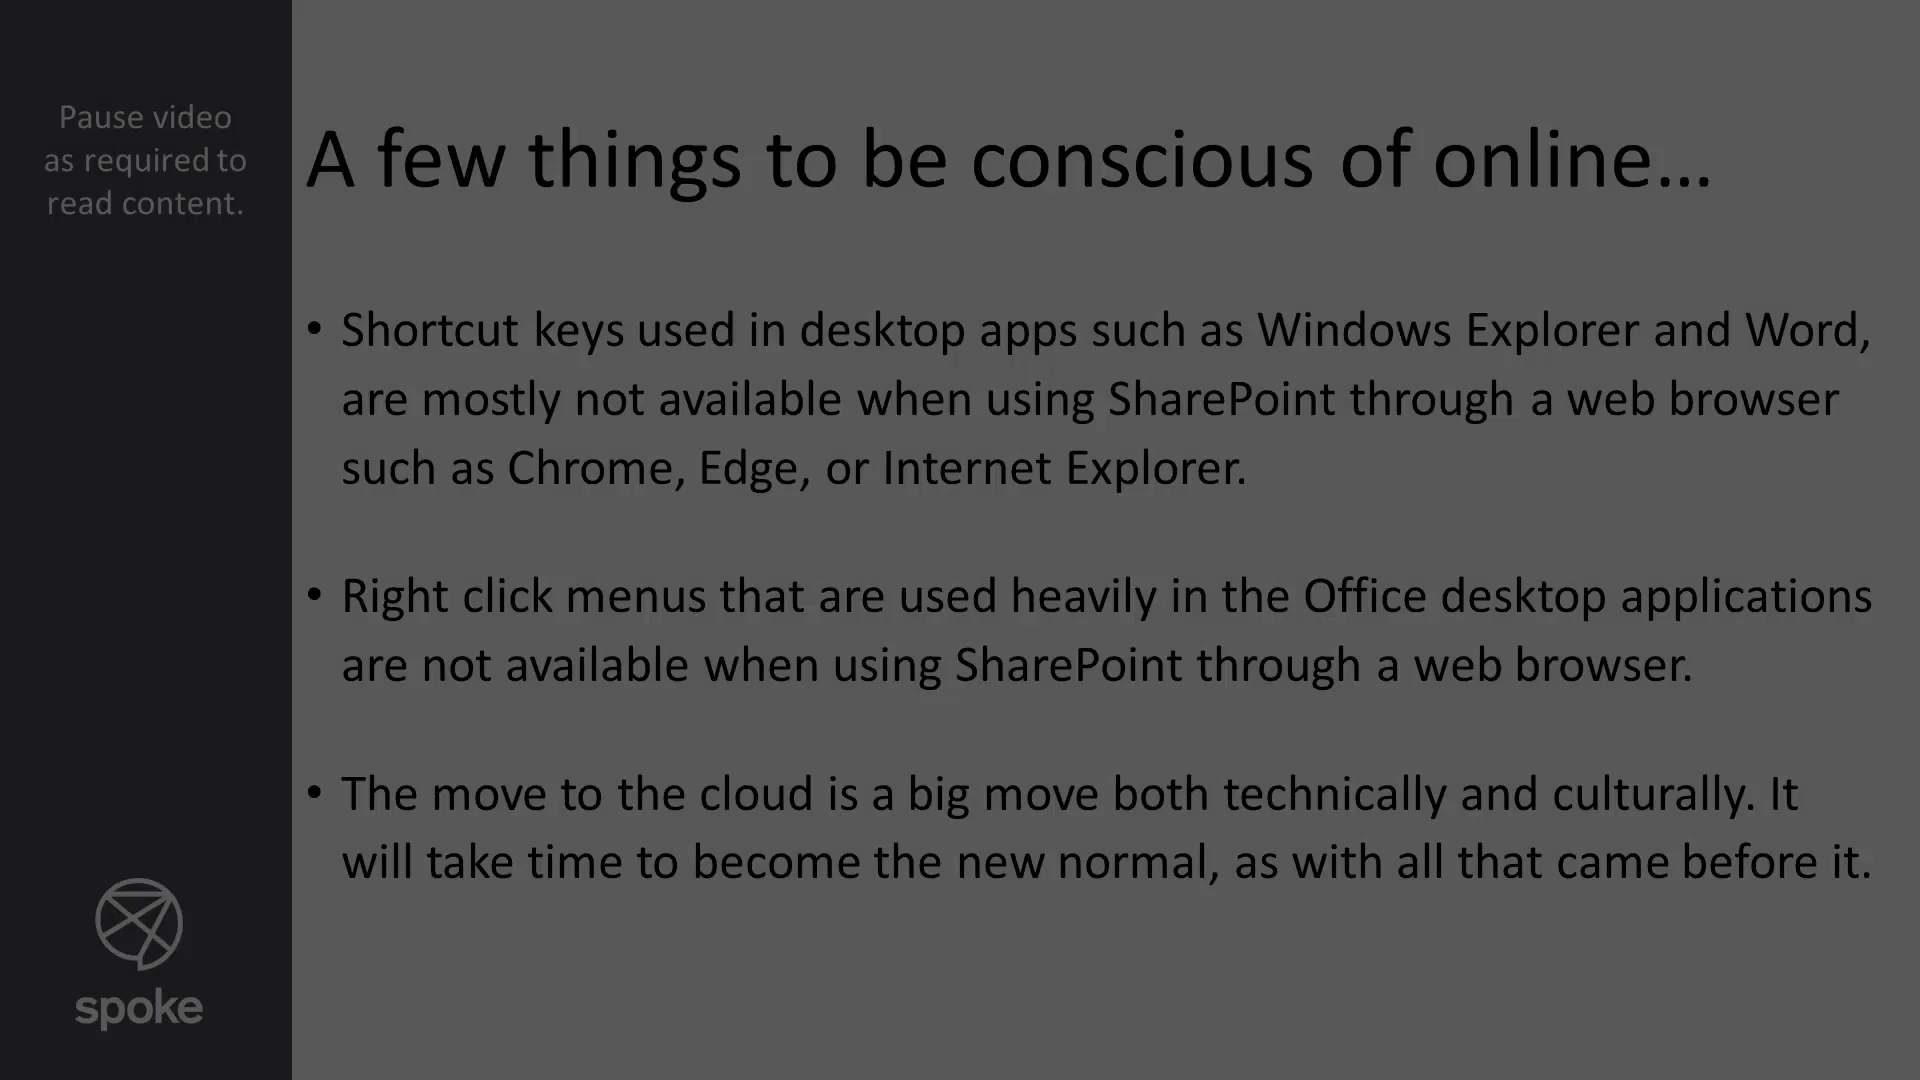 Pause video
as required to
read content.
A few things to be conscious of online...
• Shortcut keys used in desktop apps such as Windows Explorer and Word,
are mostly not available when using SharePoint through a web browser
such as Chrome, Edge, or Internet Explorer.
• Right click menus that are used heavily in the Office desktop applications
are not available when using SharePoint through a web browser.
• The move to the cloud is a big move both technically and culturally. It
will take time to become the new normal, as with all that came before it.
spoke